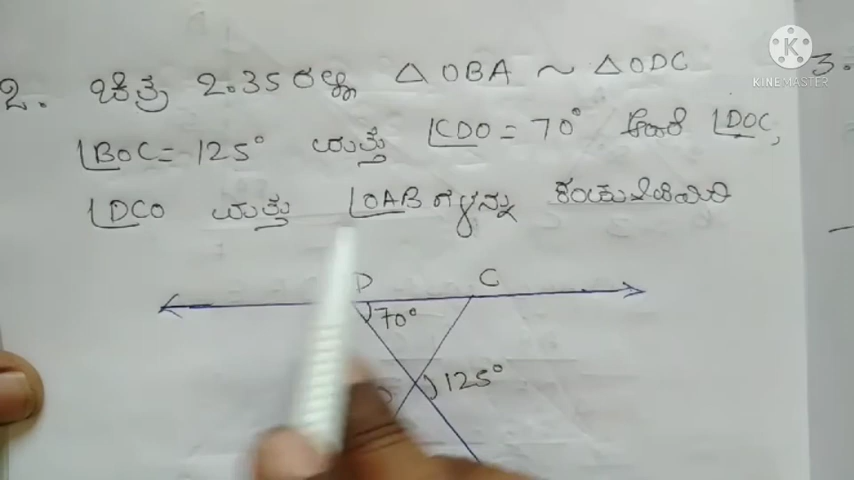 2. ಚಿತ್ರ 2.35 ರಲ್ಲಿ △OBA ~ △ODC
∠BOC = 125° ಮತ್ತು ∠CDO = 70° ಆದರೆ ∠DOC,
∠DCO ಮತ್ತು ∠OAB ಗಳನ್ನು ಕಂಡುಹಿಡಿಯಿರಿ
D C
70°
125°
3.
K
KINEMASTER